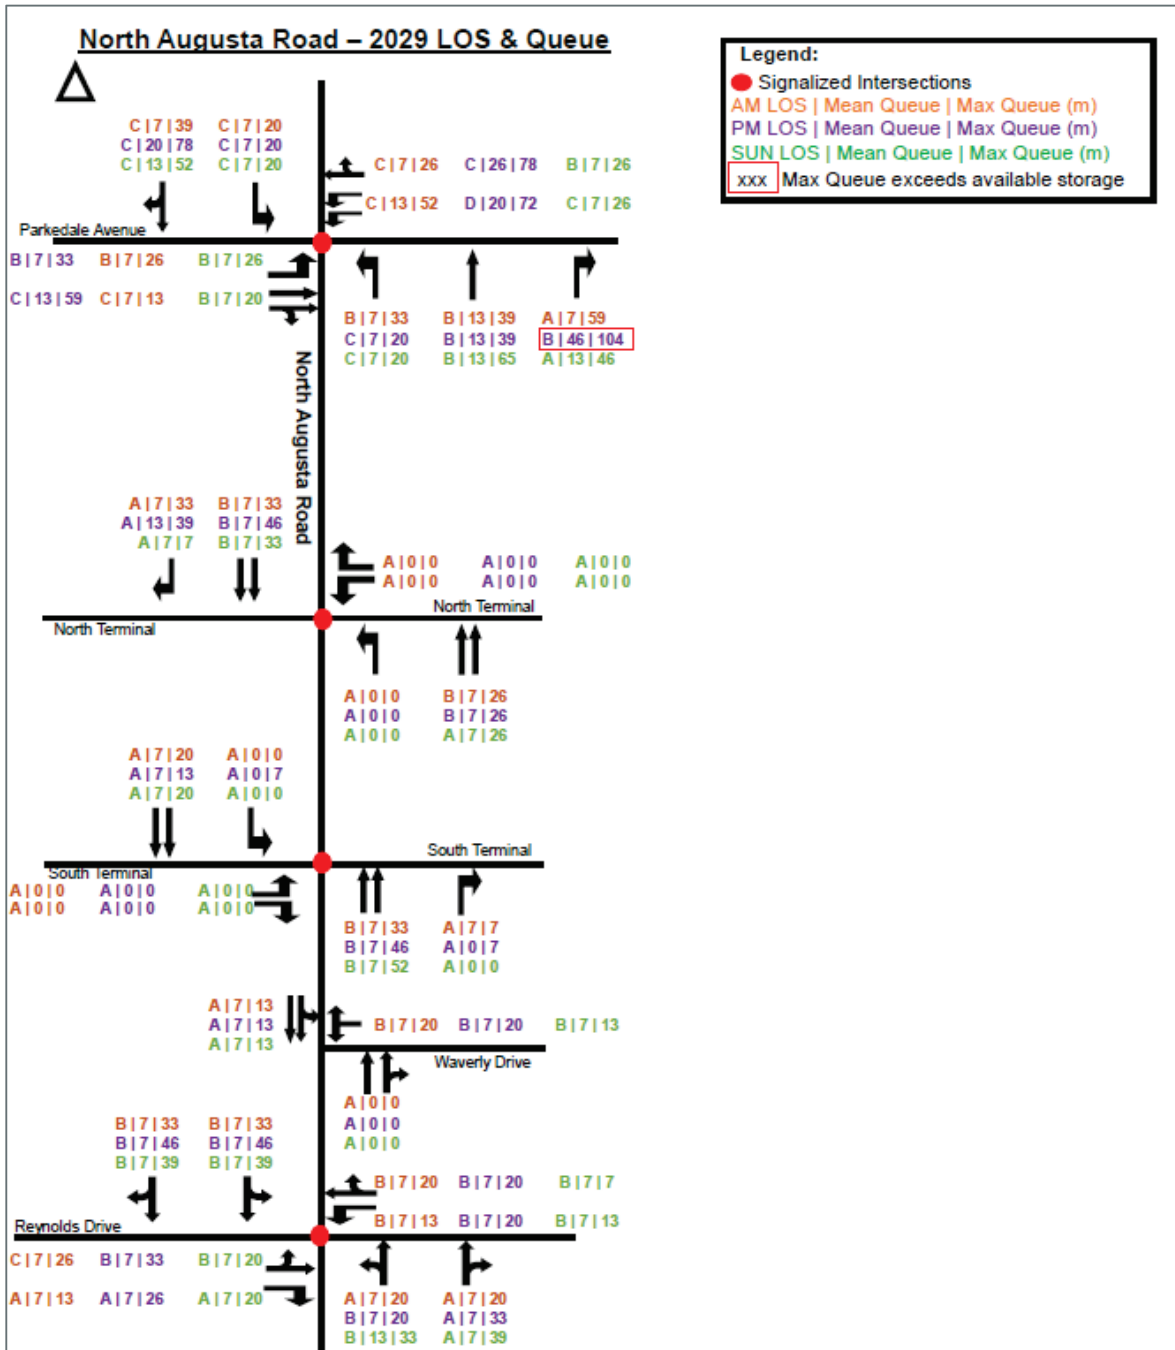 North Augusta Road – 2029 LOS & Queue
Legend:
Signalized Intersections
AM LOS | Mean Queue | Max Queue (m)
PM LOS | Mean Queue | Max Queue (m)
SUN LOS | Mean Queue | Max Queue (m)
xxx Max Queue exceeds available storage
C | 7 | 39 C | 7 | 20
C | 20 | 78 C | 7 | 20
C | 13 | 52 C | 7 | 20
C | 7 | 26 C | 26 | 78 B | 7 | 26
C | 13 | 52 D | 20 | 72 C | 7 | 26
Parkedale Avenue
B | 7 | 33 B | 7 | 26 B | 7 | 26
C | 13 | 59 C | 7 | 13 B | 7 | 20
B | 7 | 33 B | 13 | 39 A | 7 | 59
C | 7 | 20 B | 13 | 39 B | 46 | 104
C | 7 | 20 B | 13 | 65 A | 13 | 46
North Augusta Road
A | 7 | 33 B | 7 | 33
A | 13 | 39 B | 7 | 46
A | 7 | 7 B | 7 | 33
A | 0 | 0 A | 0 | 0 A | 0 | 0
A | 0 | 0 A | 0 | 0 A | 0 | 0
North Terminal
North Terminal
A | 0 | 0 B | 7 | 26
A | 0 | 0 B | 7 | 26
A | 0 | 0 A | 7 | 26
A | 7 | 20 A | 0 | 0
A | 7 | 13 A | 0 | 7
A | 7 | 20 A | 0 | 0
South Terminal
South Terminal
A | 0 | 0 A | 0 | 0 A | 0 | 0
A | 0 | 0 A | 0 | 0 A | 0 | 0
B | 7 | 33 A | 7 | 7
B | 7 | 46 A | 0 | 7
B | 7 | 52 A | 0 | 0
A | 7 | 13
A | 7 | 13
A | 7 | 13
B | 7 | 20 B | 7 | 20 B | 7 | 13
Waverly Drive
A | 0 | 0
A | 0 | 0
A | 0 | 0
B | 7 | 33 B | 7 | 33
B | 7 | 46 B | 7 | 46
B | 7 | 39 B | 7 | 39
B | 7 | 20 B | 7 | 20 B | 7 | 7
B | 7 | 13 B | 7 | 20 B | 7 | 13
Reynolds Drive
C | 7 | 26 B | 7 | 33 B | 7 | 20
A | 7 | 13 A | 7 | 26 A | 7 | 20
A | 7 | 20 A | 7 | 20
B | 7 | 20 A | 7 | 33
B | 13 | 33 A | 7 | 39